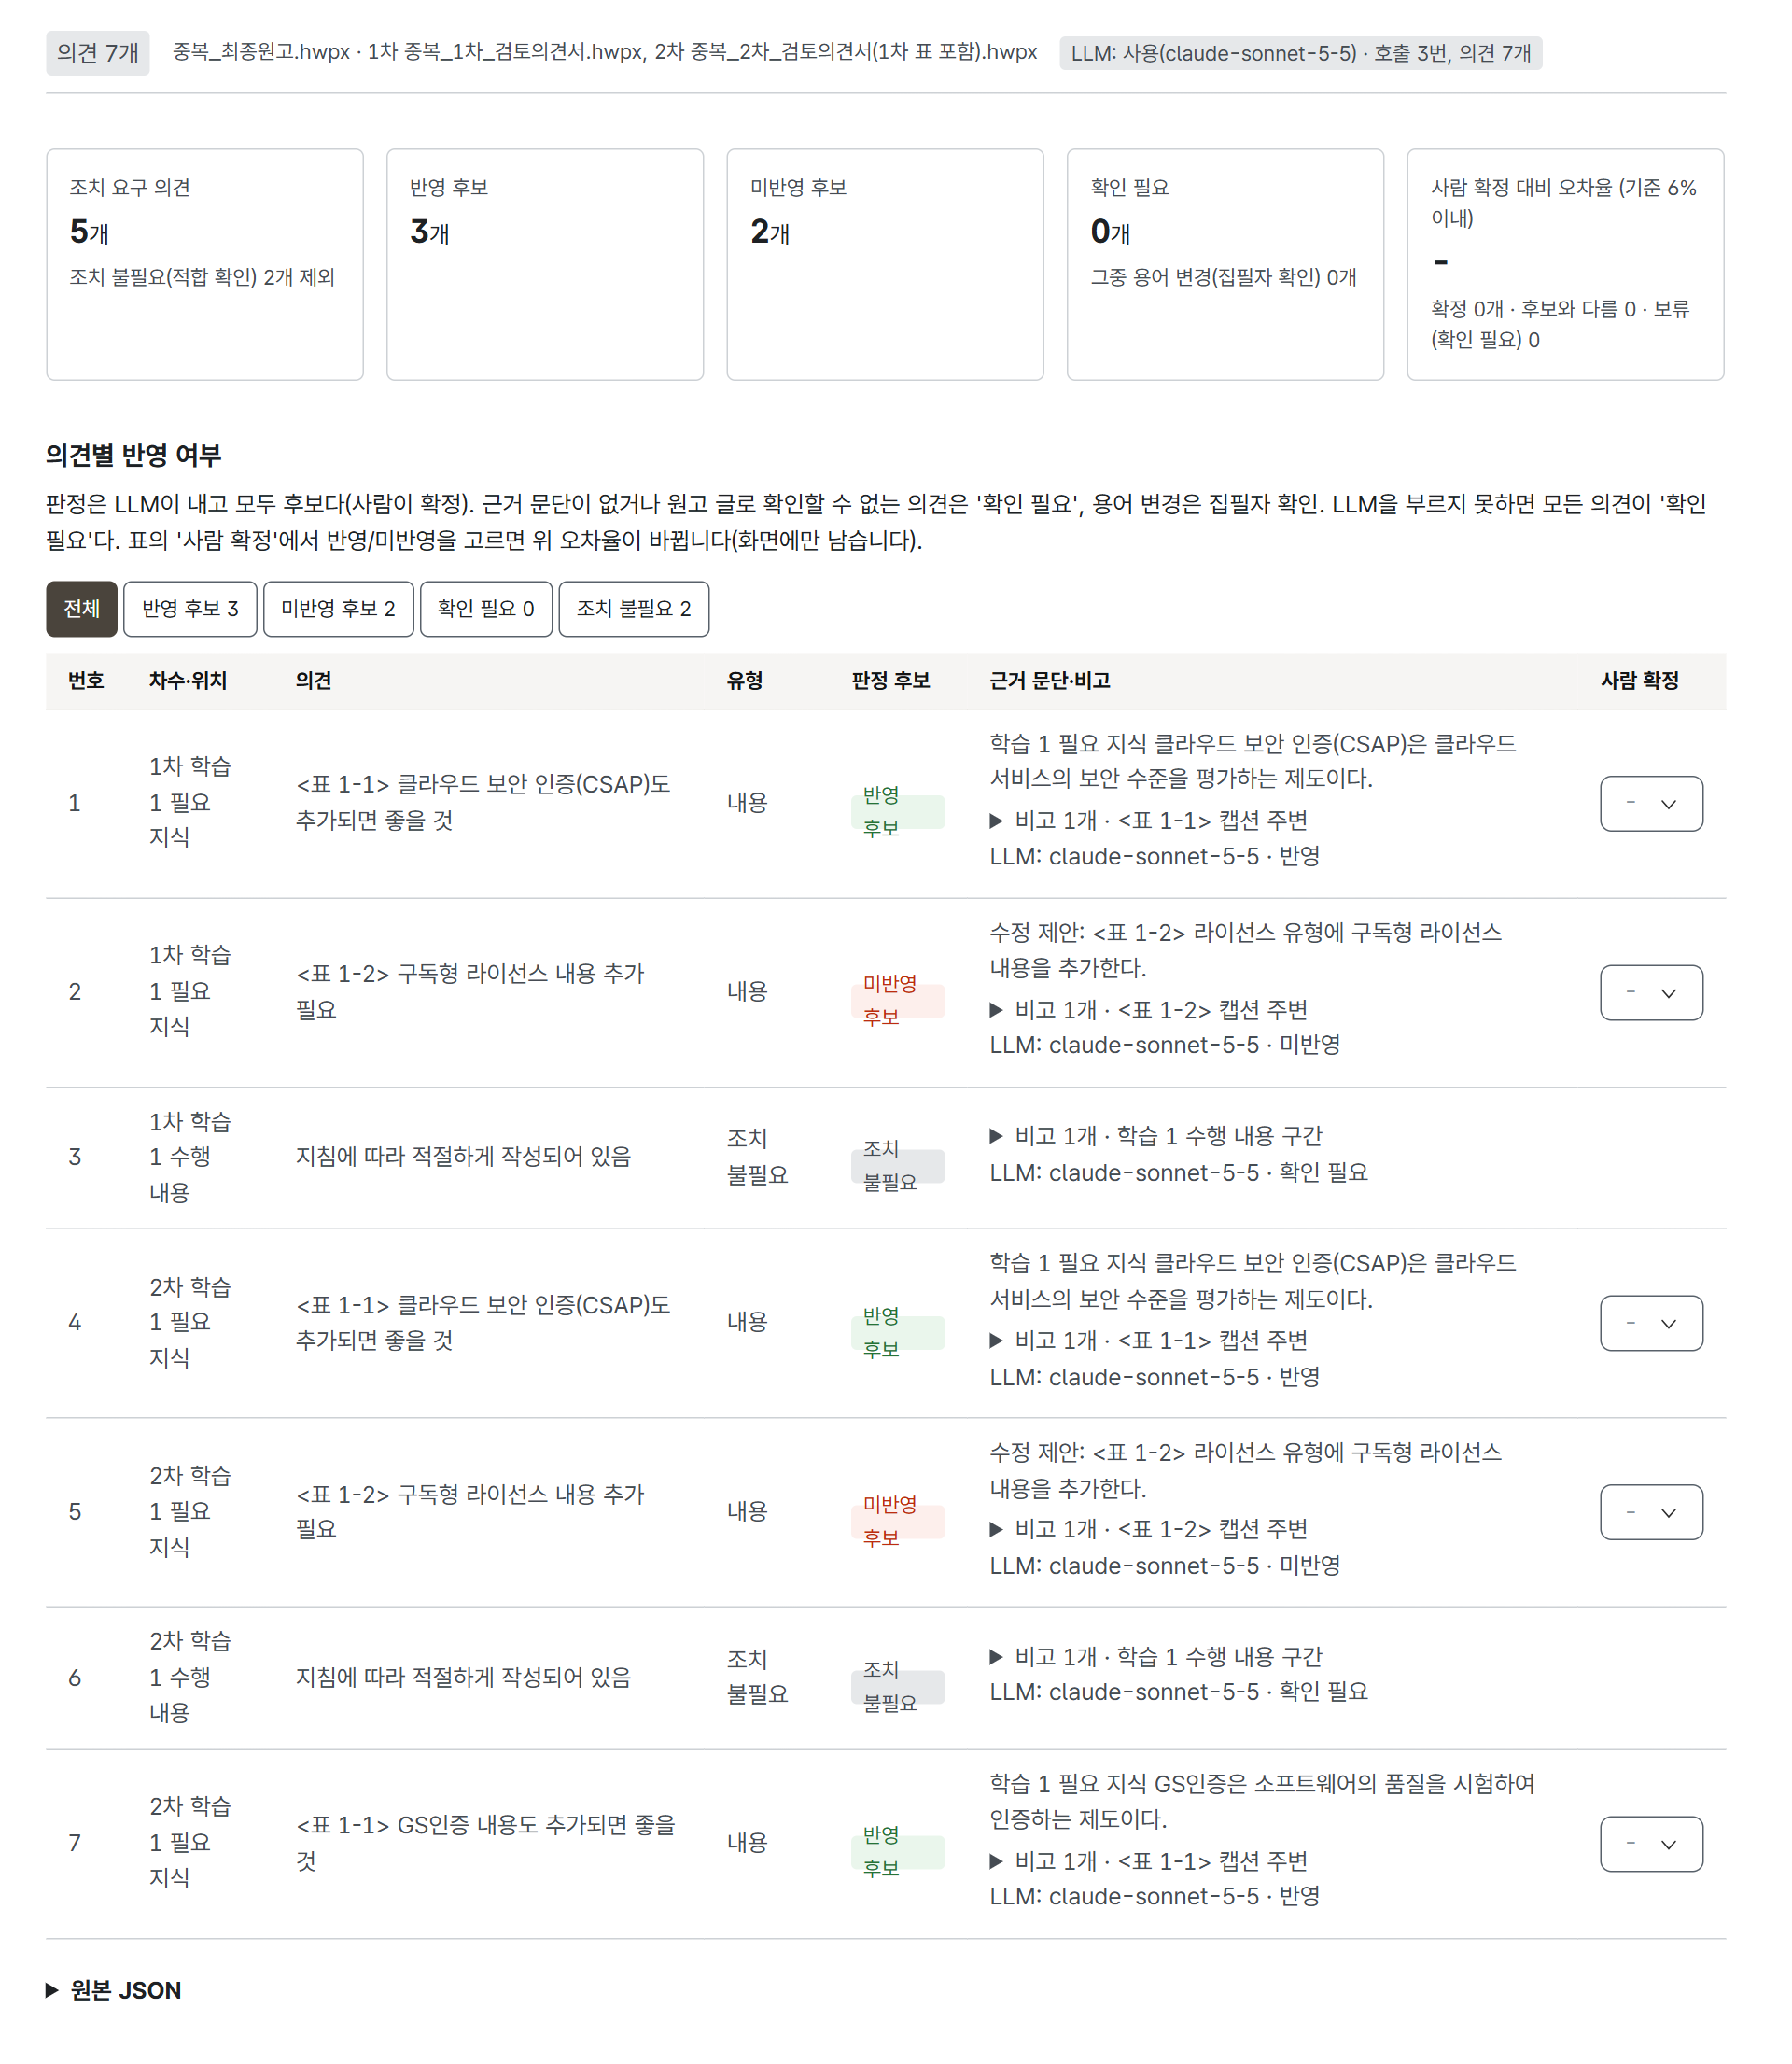 의견 7개 중복_최종원고.hwpx · 1차 중복_1차_검토의견서.hwpx, 2차 중복_2차_검토의견서(1차 표 포함).hwpx LLM: 사용(claude-sonnet-5-5) · 호출 3번, 의견 7개
조치 요구 의견
5개
조치 불필요(적합 확인) 2개 제외
반영 후보
3개
미반영 후보
2개
확인 필요
0개
그중 용어 변경(집필자 확인) 0개
사람 확정 대비 오차율 (기준 6%
이내)
-
확정 0개 · 후보와 다름 0 · 보류
(확인 필요) 0
의견별 반영 여부
판정은 LLM이 내고 모두 후보다(사람이 확정). 근거 문단이 없거나 원고 글로 확인할 수 없는 의견은 '확인 필요', 용어 변경은 집필자 확인. LLM을 부르지 못하면 모든 의견이 '확인
필요'다. 표의 '사람 확정'에서 반영/미반영을 고르면 위 오차율이 바뀝니다(화면에만 남습니다).
전체 반영 후보 3 미반영 후보 2 확인 필요 0 조치 불필요 2
번호 차수·위치 의견 유형 판정 후보 근거 문단·비고 사람 확정
1
1차 학습
1 필요
지식
<표 1-1> 클라우드 보안 인증(CSAP)도
추가되면 좋을 것
내용
반영
후보
학습 1 필요 지식 클라우드 보안 인증(CSAP)은 클라우드
서비스의 보안 수준을 평가하는 제도이다.
▶ 비고 1개 · <표 1-1> 캡션 주변
LLM: claude-sonnet-5-5 · 반영
-
2
1차 학습
1 필요
지식
<표 1-2> 구독형 라이선스 내용 추가
필요
내용
미반영
후보
수정 제안: <표 1-2> 라이선스 유형에 구독형 라이선스
내용을 추가한다.
▶ 비고 1개 · <표 1-2> 캡션 주변
LLM: claude-sonnet-5-5 · 미반영
-
3
1차 학습
1 수행
내용
지침에 따라 적절하게 작성되어 있음
조치
불필요
조치
불필요
▶ 비고 1개 · 학습 1 수행 내용 구간
LLM: claude-sonnet-5-5 · 확인 필요
4
2차 학습
1 필요
지식
<표 1-1> 클라우드 보안 인증(CSAP)도
추가되면 좋을 것
내용
반영
후보
학습 1 필요 지식 클라우드 보안 인증(CSAP)은 클라우드
서비스의 보안 수준을 평가하는 제도이다.
▶ 비고 1개 · <표 1-1> 캡션 주변
LLM: claude-sonnet-5-5 · 반영
-
5
2차 학습
1 필요
지식
<표 1-2> 구독형 라이선스 내용 추가
필요
내용
미반영
후보
수정 제안: <표 1-2> 라이선스 유형에 구독형 라이선스
내용을 추가한다.
▶ 비고 1개 · <표 1-2> 캡션 주변
LLM: claude-sonnet-5-5 · 미반영
-
6
2차 학습
1 수행
내용
지침에 따라 적절하게 작성되어 있음
조치
불필요
조치
불필요
▶ 비고 1개 · 학습 1 수행 내용 구간
LLM: claude-sonnet-5-5 · 확인 필요
7
2차 학습
1 필요
지식
<표 1-1> GS인증 내용도 추가되면 좋을
것
내용
반영
후보
학습 1 필요 지식 GS인증은 소프트웨어의 품질을 시험하여
인증하는 제도이다.
▶ 비고 1개 · <표 1-1> 캡션 주변
LLM: claude-sonnet-5-5 · 반영
-
▶ 원본 JSON